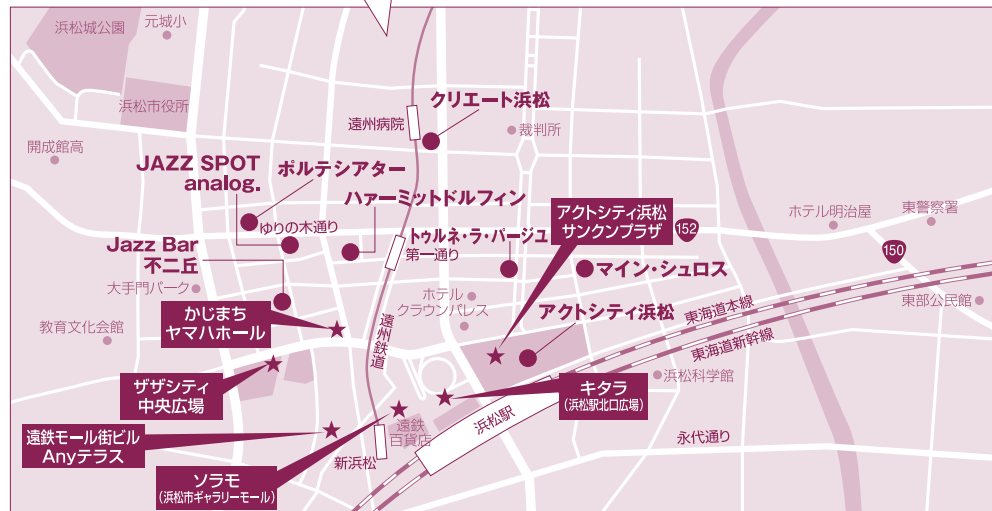 浜松城公園
元城小
浜松市役所
開成館高
クリエート浜松
遠州病院
裁判所
JAZZ SPOT
analog.
ポルテシアター
ハァーミットドルフィン
ゆりの木通り
アクトシティ浜松
サンクンプラザ
152
ホテル明治屋
東警察署
150
トゥルネ・ラ・パージュ
第一通り
マイン・シュロス
Jazz Bar
不二丘
大手門パーク
ホテル
クラウンパレス
アクトシティ浜松
東海道本線
東海道新幹線
東部公民館
かじまち
ヤマハホール
教育文化会館
遠州鉄道
浜松科学館
ザザシティ
中央広場
キタラ
(浜松駅北口広場)
遠鉄モール街ビル
Anyテラス
遠鉄
百貨店
浜松駅
永代通り
新浜松
ソラモ
(浜松市ギャラリーモール)